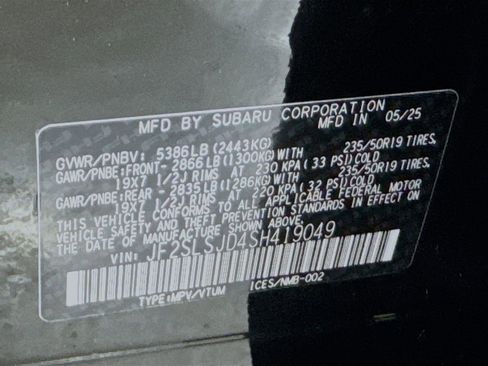 MFD BY SUBARU CORPORATION
MFD IN 05/25
GVWR/PNBV: 5386LB(2443KG)
GAWR/PNBE:FRONT- 2866LB(1300KG)WITH 235/50R19 TIRES,
19X7 1/2J RIMS AT 230 KPA(33 PSI)COLD
GAWR/PNBE:REAR - 2835LB(1286KG)WITH 235/50R19 TIRES,
19X7 1/2J RIMS AT 220 KPA(32 PSI)COLD
THIS VEHICLE CONFORMS TO ALL APPLICABLE FEDERAL MOTOR
VEHICLE SAFETY AND THEFT PREVENTION STANDARDS IN EFFECT ON
THE DATE OF MANUFACTURE SHOWN ABOVE.
VIN: JF2SLSJD4SH419049
TYPE:MPV/VTUM ICES/NMB-002